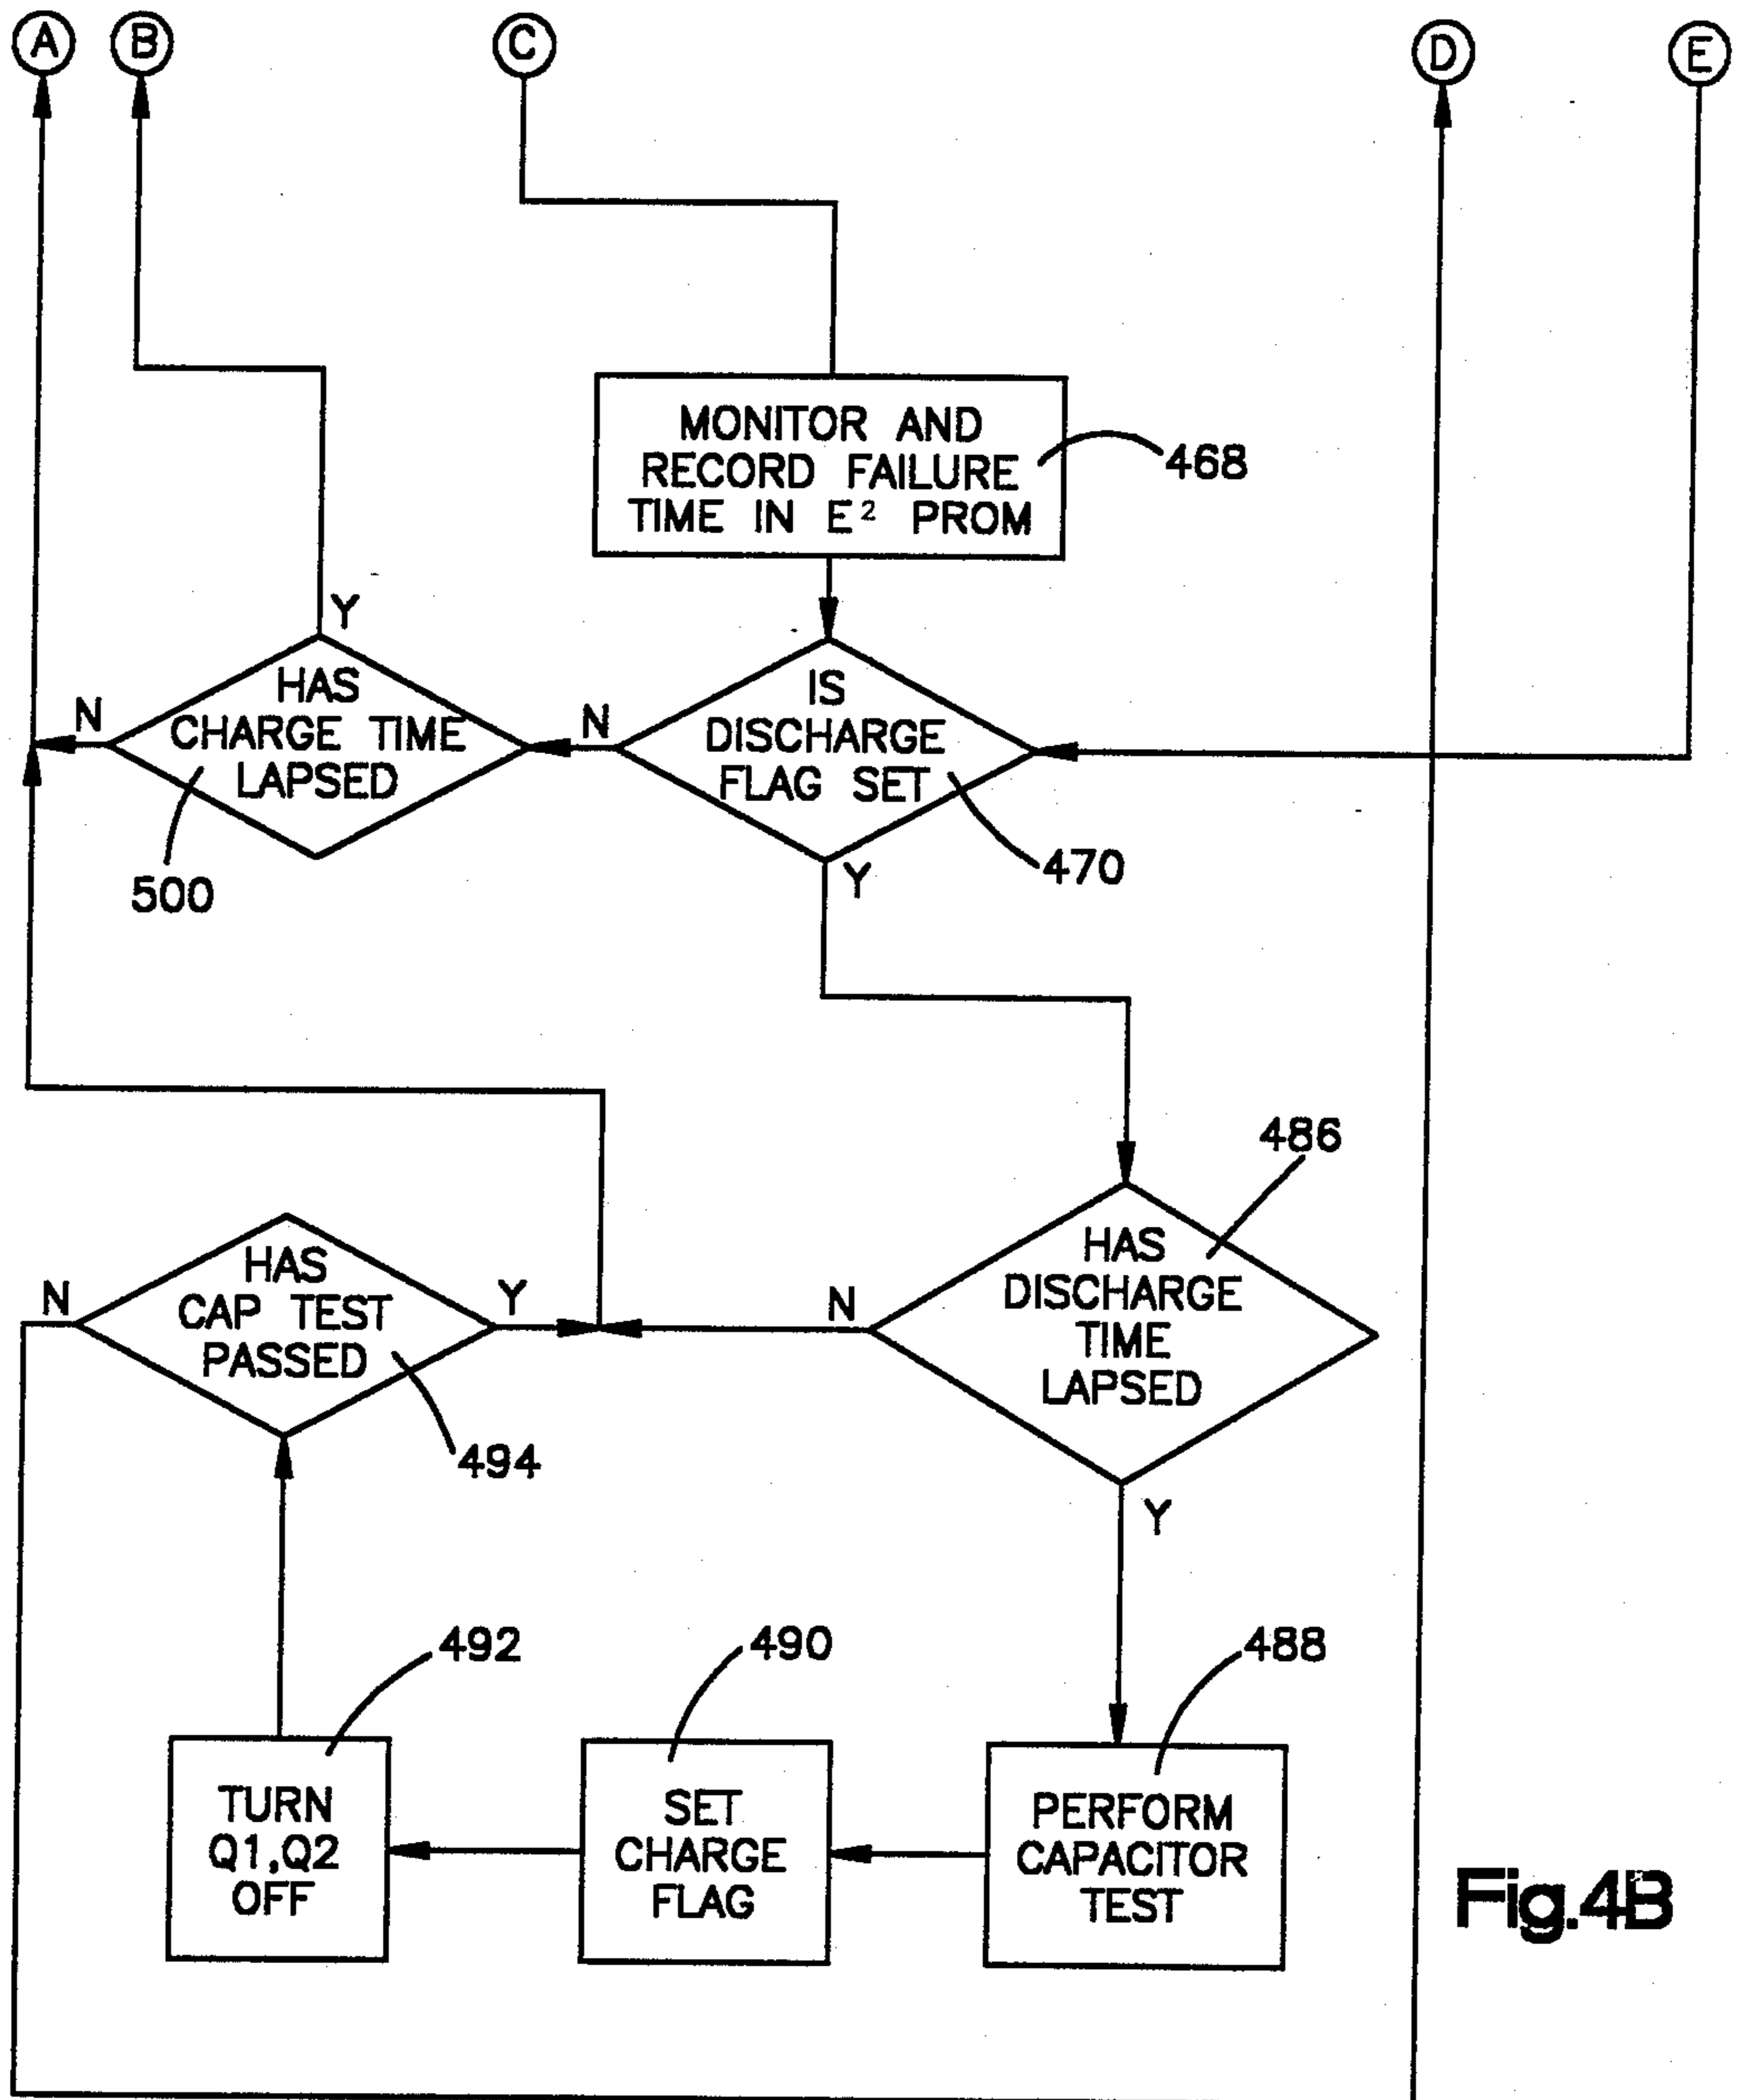 A B C D E
MONITOR AND
RECORD FAILURE
TIME IN E² PROM
468
Y
HAS
CHARGE TIME
LAPSED
N
500
N
IS
DISCHARGE
FLAG SET
470
Y
486
HAS
DISCHARGE
TIME
LAPSED
N
Y
HAS
CAP TEST
PASSED
N
Y
494
492
490
488
TURN
Q1,Q2
OFF
SET
CHARGE
FLAG
PERFORM
CAPACITOR
TEST
Fig.4B